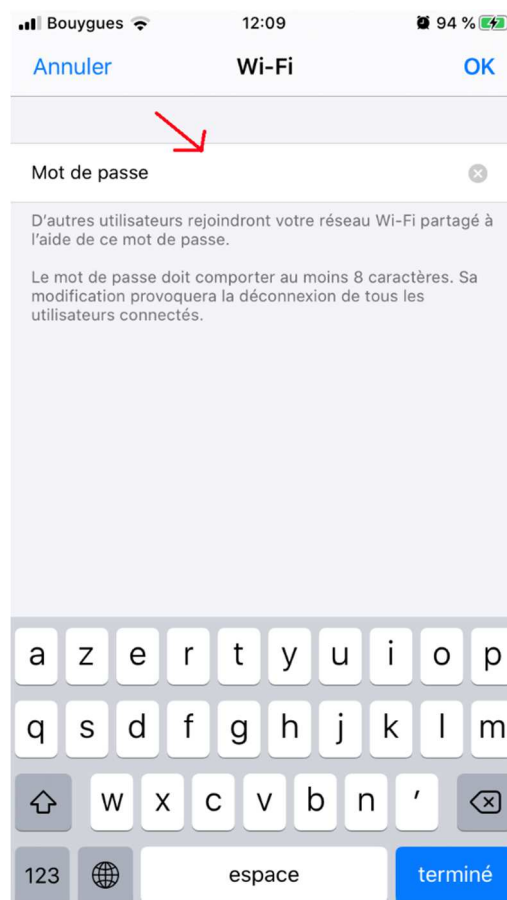 Bouygues 12:09 94 %
Annuler Wi-Fi OK
Mot de passe
D'autres utilisateurs rejoindront votre réseau Wi-Fi partagé à
l'aide de ce mot de passe.
Le mot de passe doit comporter au moins 8 caractères. Sa
modification provoquera la déconnexion de tous les
utilisateurs connectés.
a z e r t y u i o p
q s d f g h j k l m
w x c v b n '
123 espace terminé